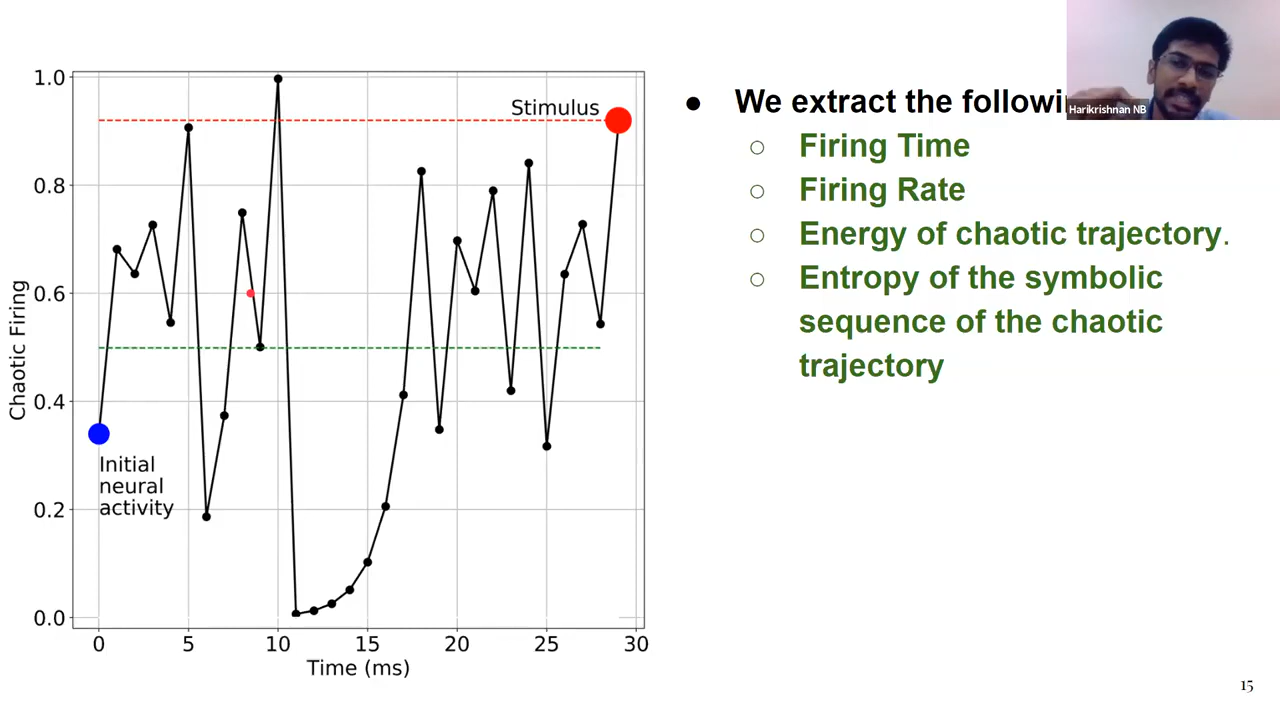 1.0
0.8
0.6
0.4
0.2
0.0
Chaotic Firing
Stimulus
Initial
neural
activity
0 5 10 15 20 25 30
Time (ms)
● We extract the
○ Firing Time
○ Firing Rate
○ Energy of chaotic trajectory.
○ Entropy of the symbolic
sequence of the chaotic
trajectory
Harikrishnan NB
15